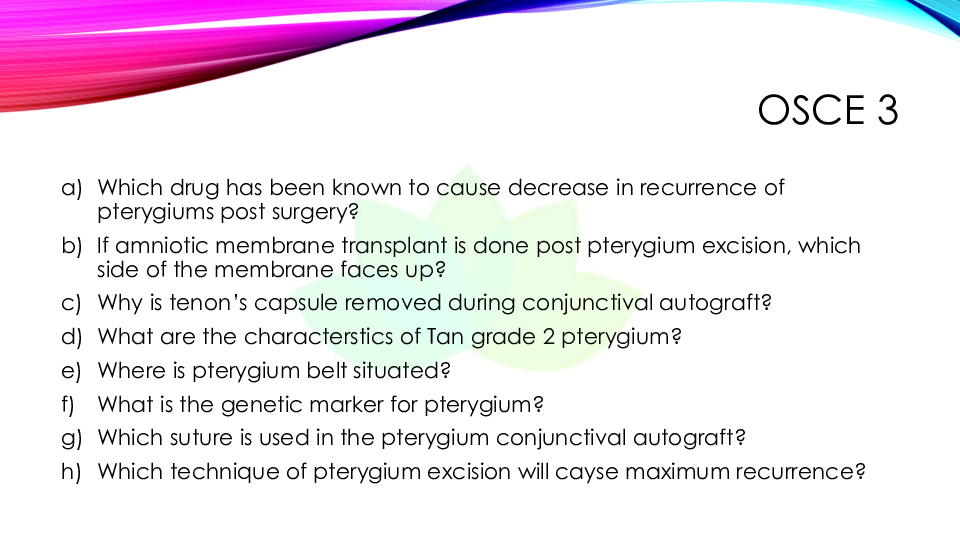 OSCE 3
a) Which drug has been known to cause decrease in recurrence of
pterygiums post surgery?
b) If amniotic membrane transplant is done post pterygium excision, which
side of the membrane faces up?
c) Why is tenon’s capsule removed during conjunctival autograft?
d) What are the characterstics of Tan grade 2 pterygium?
e) Where is pterygium belt situated?
f) What is the genetic marker for pterygium?
g) Which suture is used in the pterygium conjunctival autograft?
h) Which technique of pterygium excision will cayse maximum recurrence?